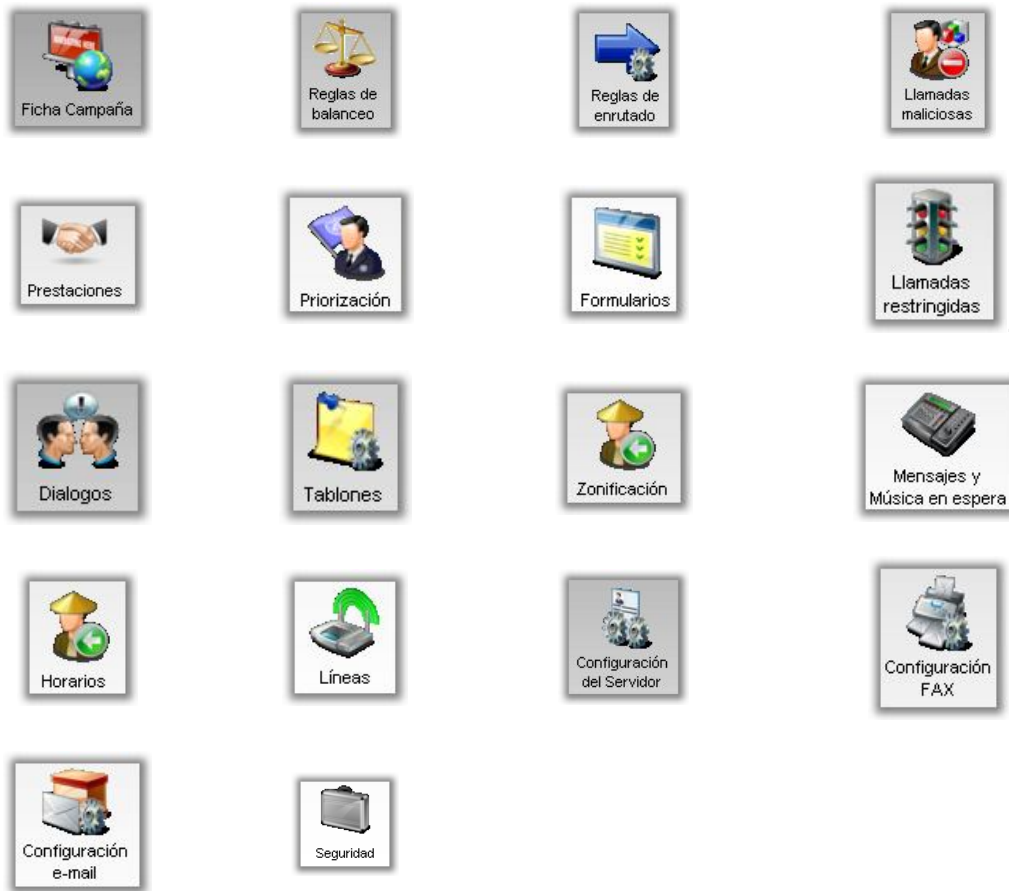 Ficha Campaña
Reglas de
balanceo
Reglas de
enrutado
Llamadas
maliciosas
Prestaciones
Priorización
Formularios
Llamadas
restringidas
Dialogos
Tablones
Zonificación
Mensajes y
Música en espera
Horarios
Líneas
Configuración
del Servidor
Configuración
FAX
Configuración
e-mail
Seguridad